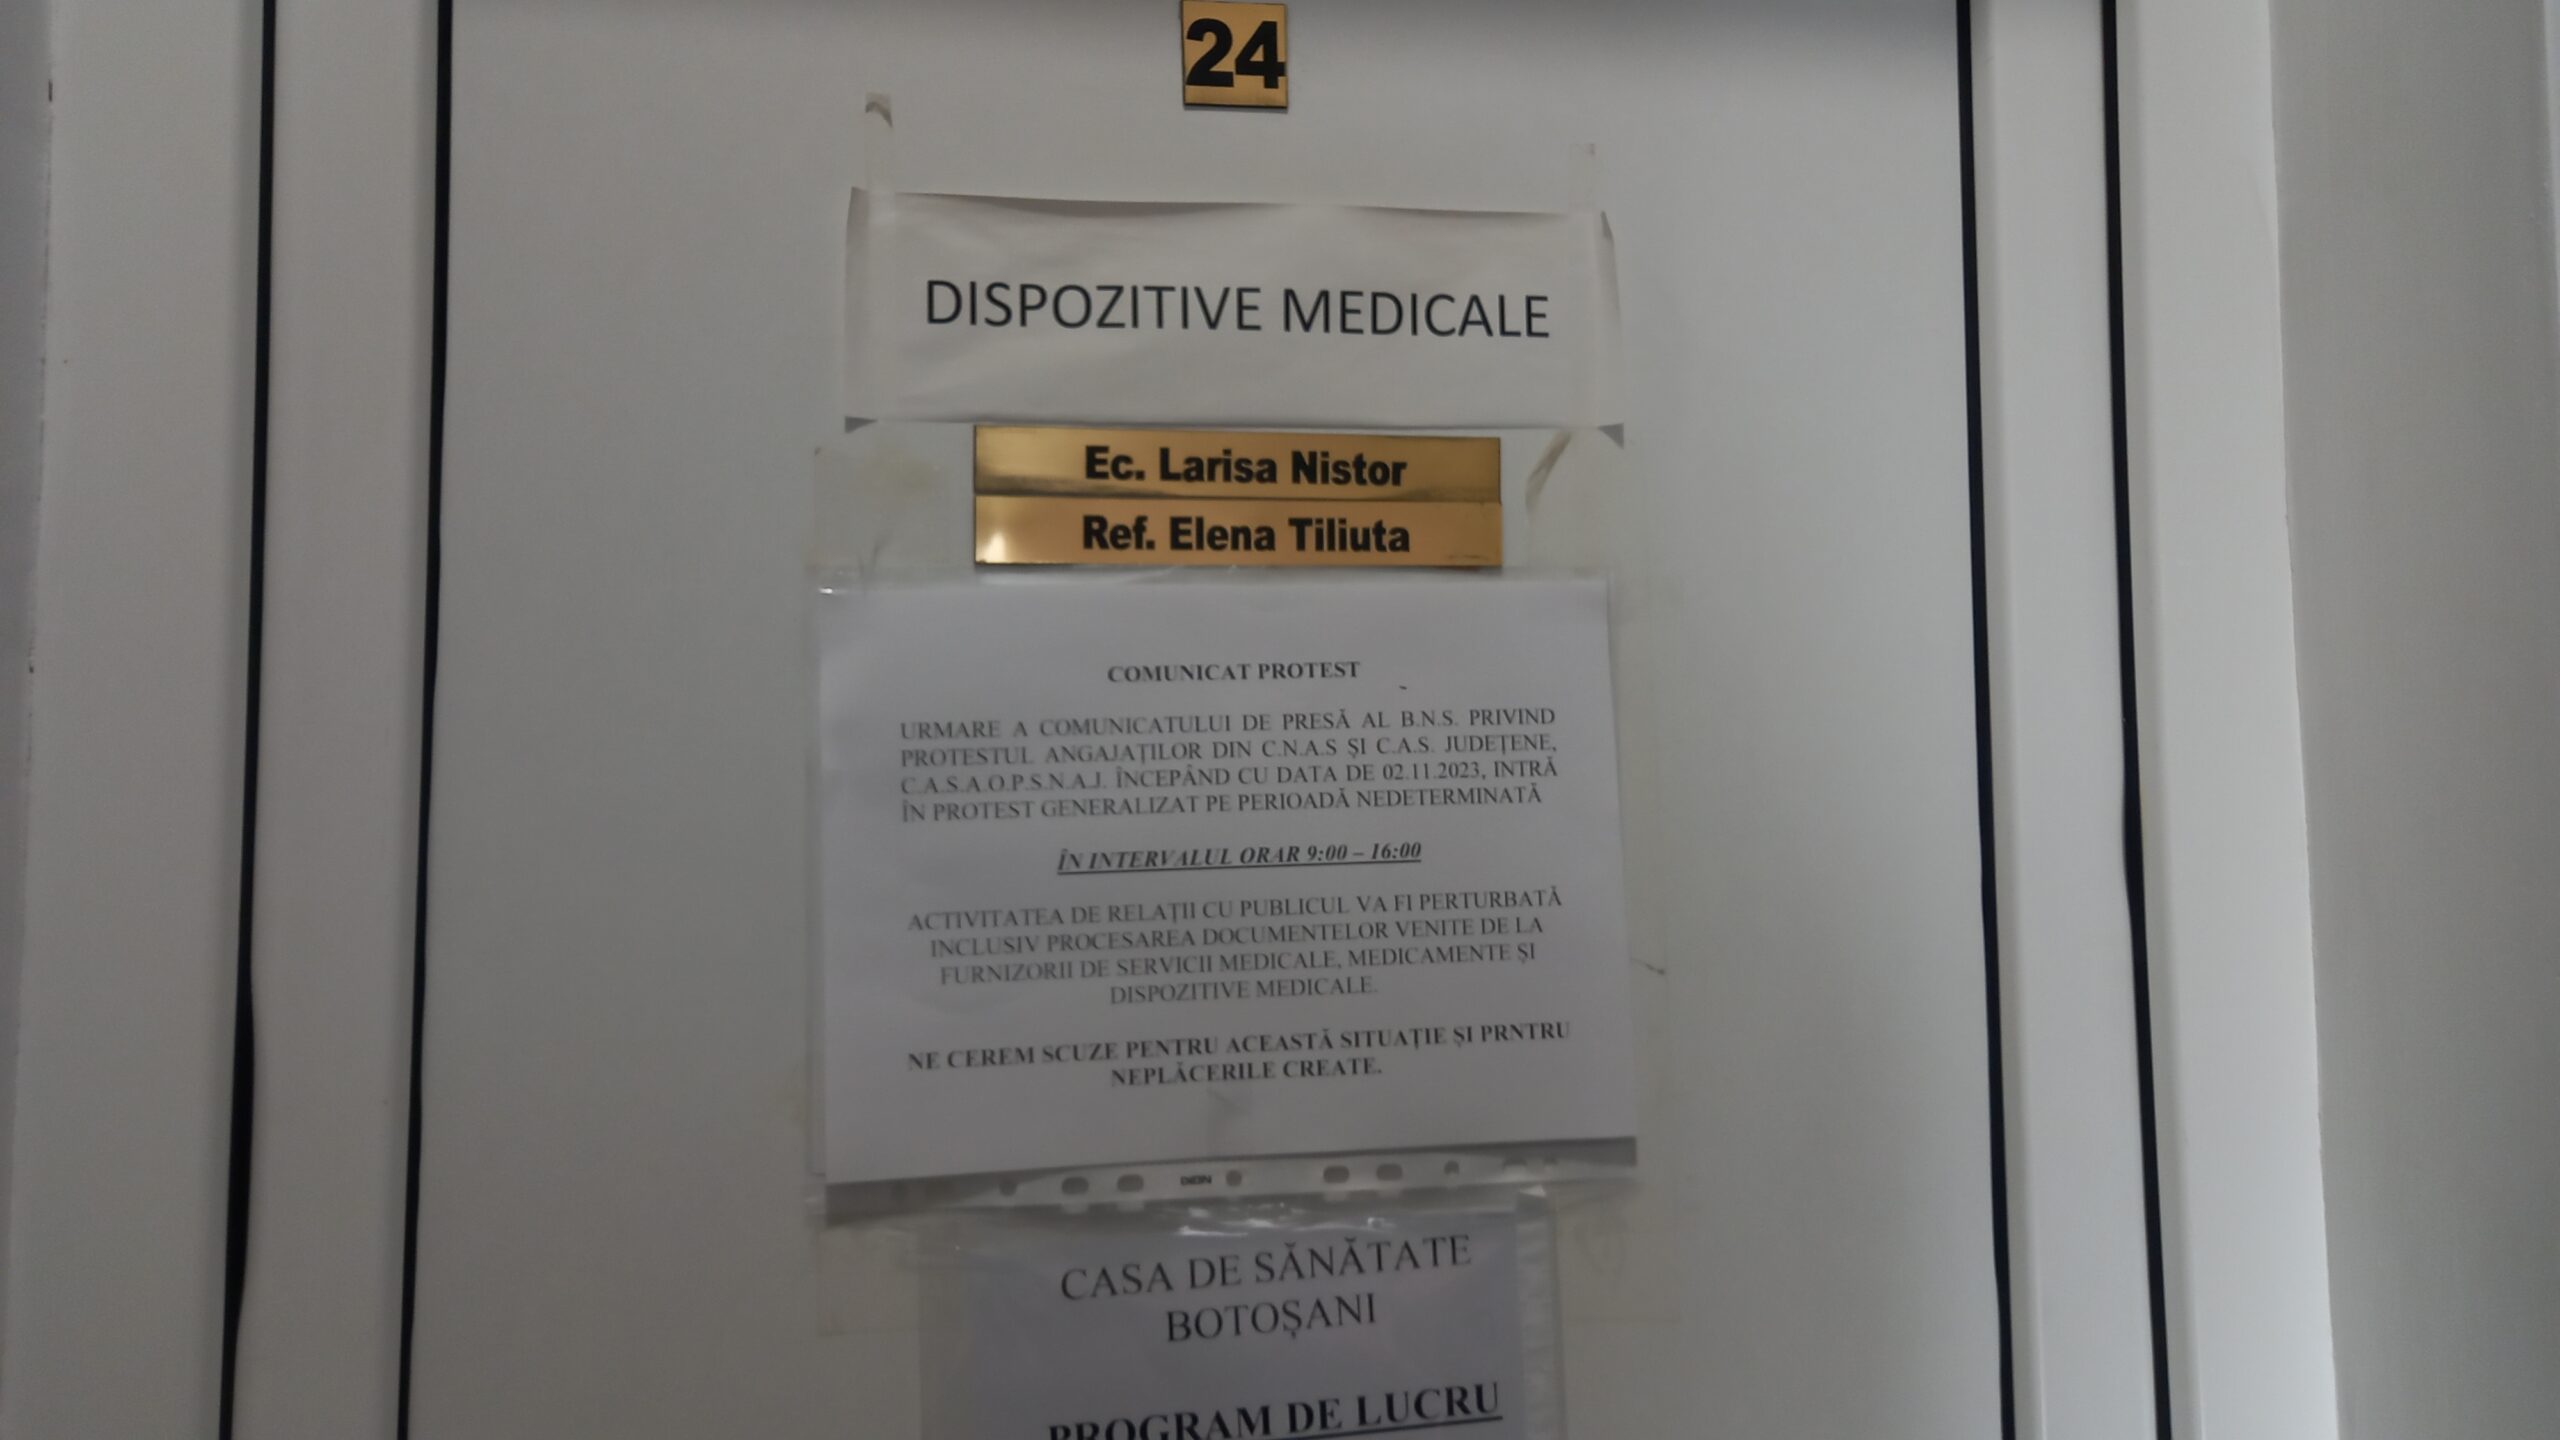 24
DISPOZITIVE MEDICALE
Ec. Larisa Nistor
Ref. Elena Tiliuta
COMUNICAT PROTEST
URMARE A COMUNICATULUI DE PRESĂ AL B.N.S. PRIVIND
PROTESTUL ANGAJAȚILOR DIN C.N.A.S ȘI C.A.S. JUDEȚENE,
C.A.S.A.O.P.S.N.A.J. ÎNCEPÂND CU DATA DE 02.11.2023, INTRĂ
ÎN PROTEST GENERALIZAT PE PERIOADĂ NEDETERMINATĂ
ÎN INTERVALUL ORAR 9:00 – 16:00
ACTIVITATEA DE RELAȚII CU PUBLICUL VA FI PERTURBATĂ
INCLUSIV PROCESAREA DOCUMENTELOR VENITE DE LA
FURNIZORII DE SERVICII MEDICALE, MEDICAMENTE ȘI
DISPOZITIVE MEDICALE.
NE CEREM SCUZE PENTRU ACEASTĂ SITUAȚIE ȘI PRNTRU
NEPLĂCERILE CREATE.
CASA DE SĂNĂTATE
BOTOȘANI
PROGRAM DE LUCRU